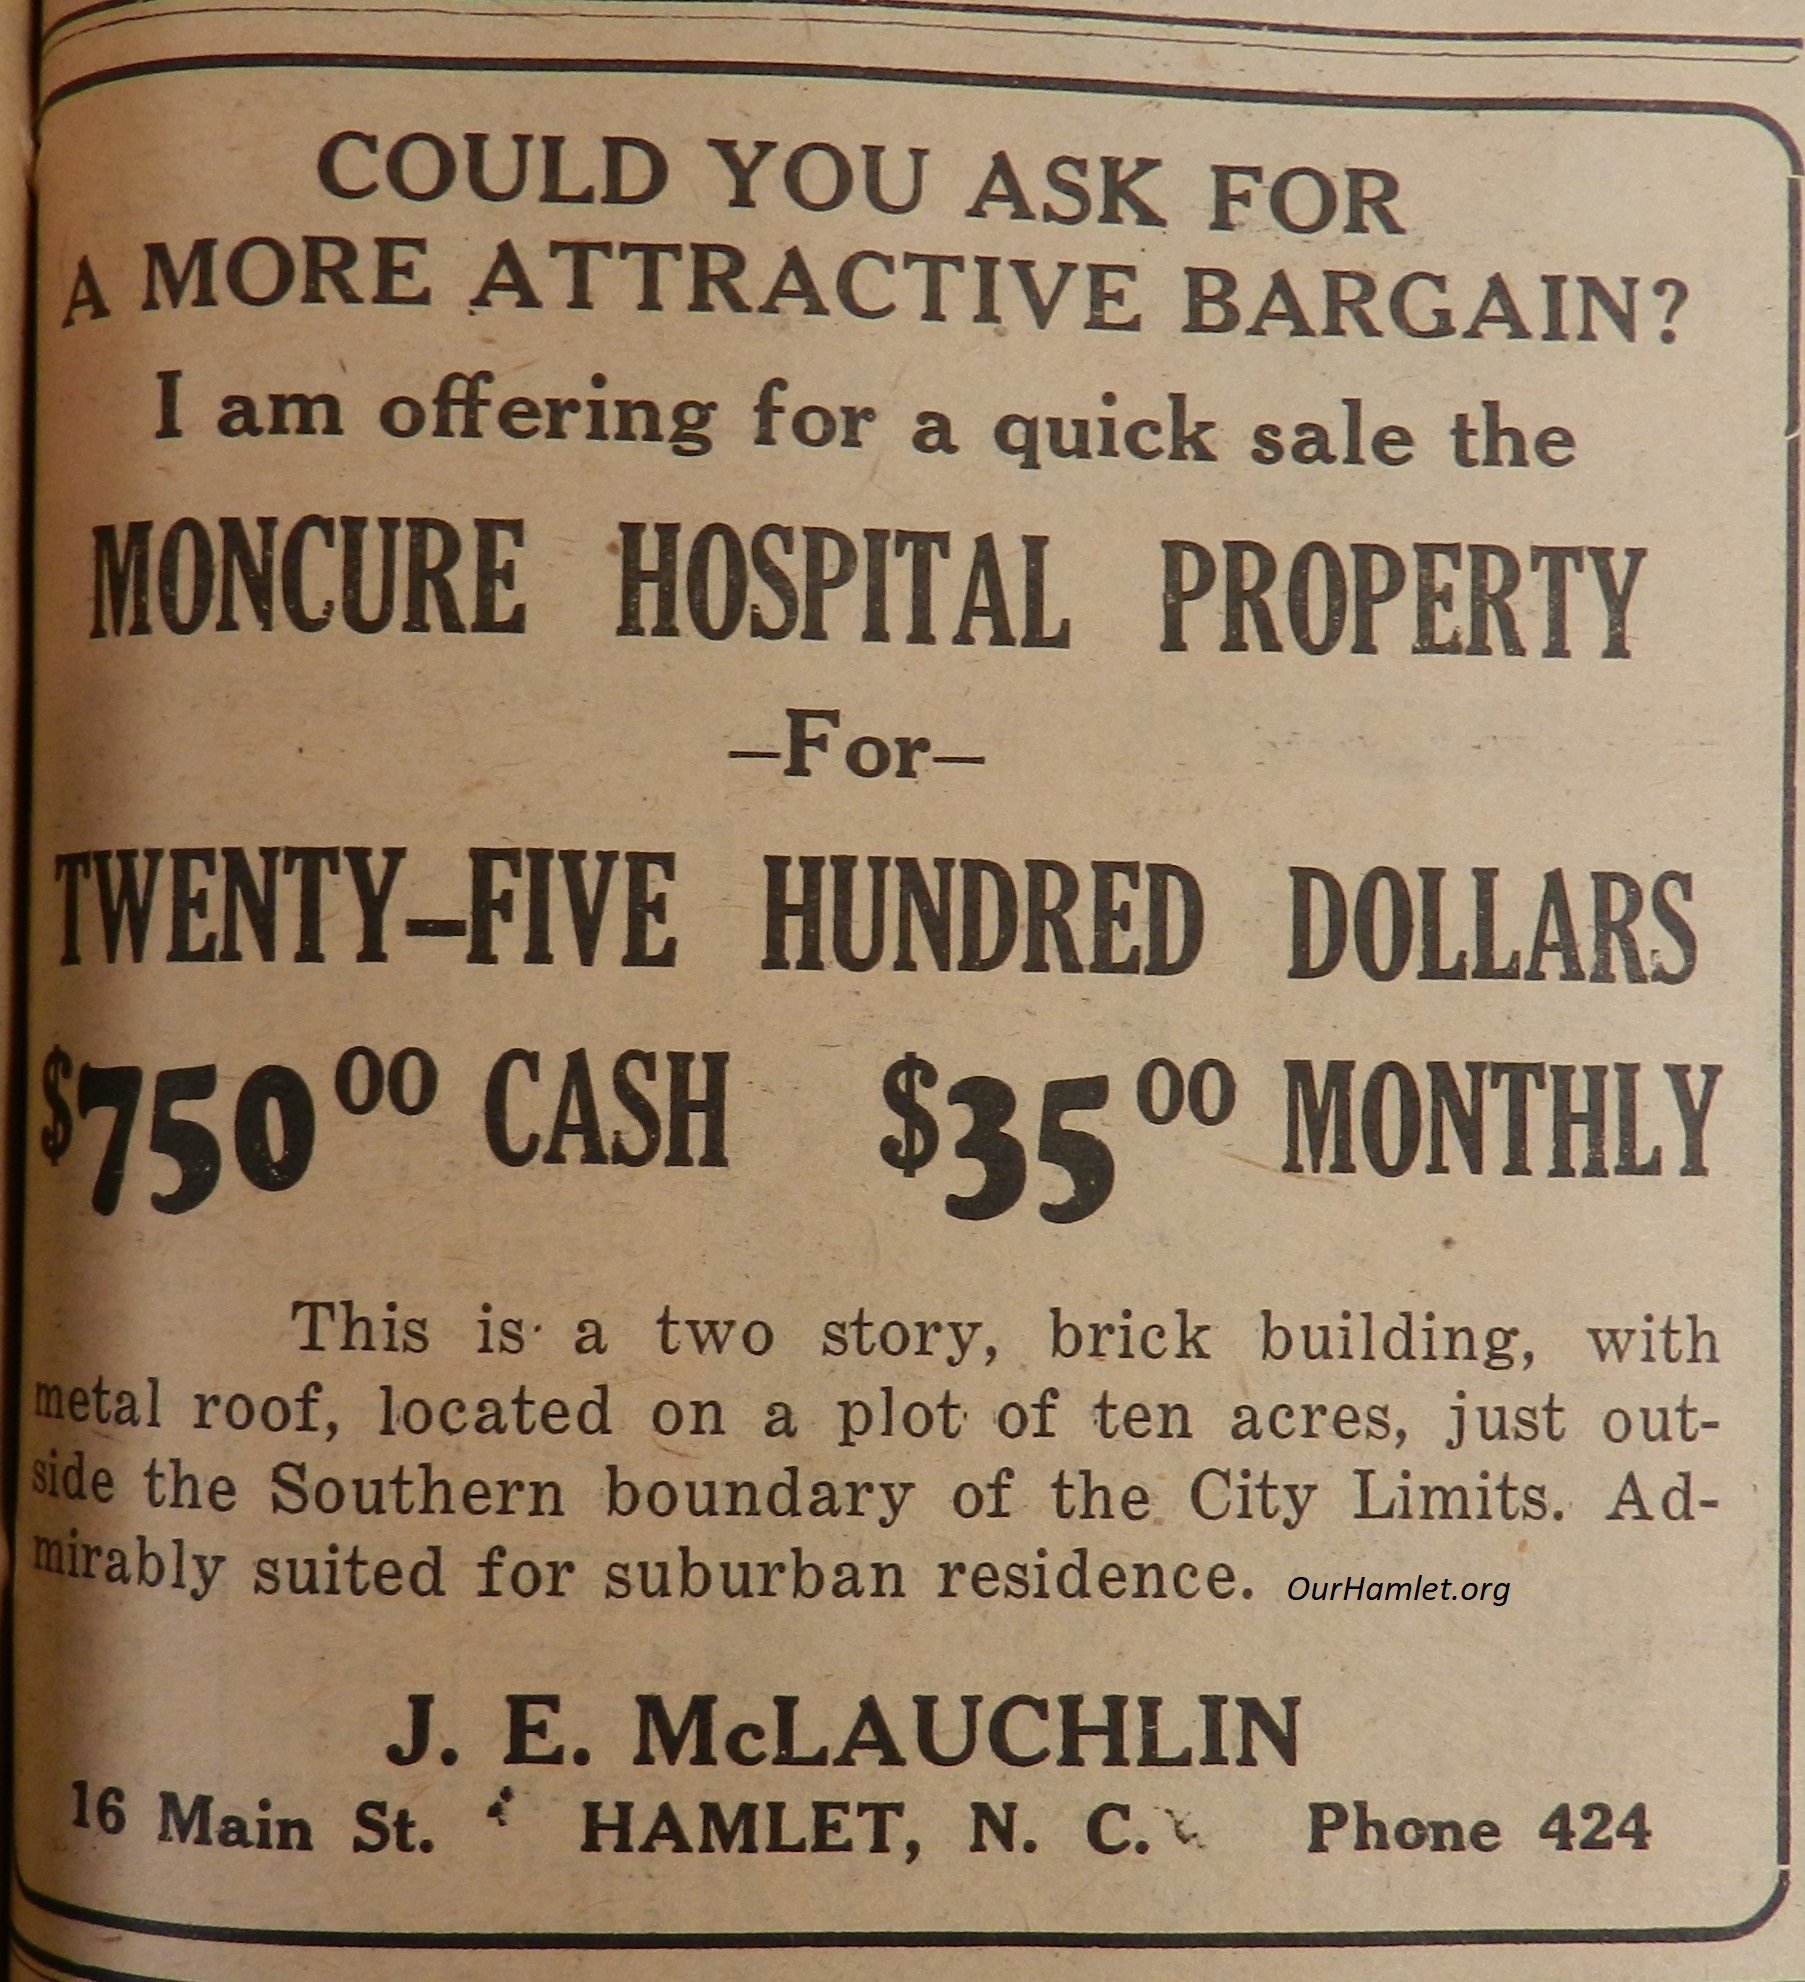 COULD YOU ASK FOR
A MORE ATTRACTIVE BARGAIN?
I am offering for a quick sale the
MONCURE HOSPITAL PROPERTY
—For—
TWENTY-FIVE HUNDRED DOLLARS
$750 00 CASH $35 00 MONTHLY
This is a two story, brick building, with
metal roof, located on a plot of ten acres, just out-
side the Southern boundary of the City Limits. Ad-
mirably suited for suburban residence. OurHamlet.org
J. E. McLAUCHLIN
16 Main St. HAMLET, N. C. Phone 424